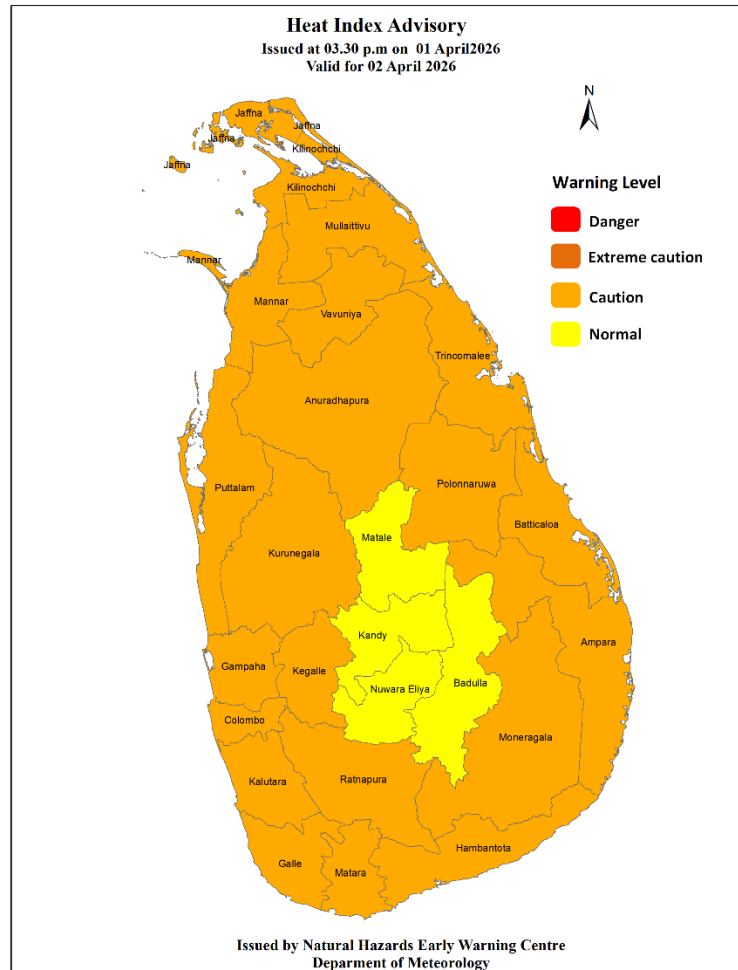 Heat Index Advisory
Issued at 03.30 p.m on 01 April2026
Valid for 02 April 2026
N
Warning Level
Danger
Extreme caution
Caution
Normal
Jaffna
Jaffna
Jaffna
Kilinochchi
Jaffna
Kilinochchi
Mullaittivu
Mannar
Mannar
Vavuniya
Trincomalee
Anuradhapura
Polonnaruwa
Puttalam
Batticaloa
Matale
Kurunegala
Kandy
Ampara
Gampaha
Kegalle
Nuwara Eliya
Badulla
Colombo
Moneragala
Kalutara
Ratnapura
Hambantota
Galle
Matara
Issued by Natural Hazards Early Warning Centre
Deparment of Meteorology